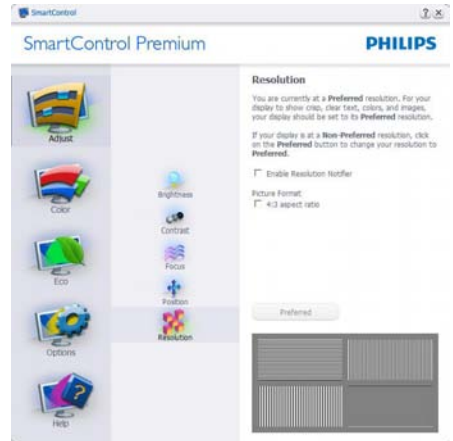 SmartControl
SmartControl Premium
PHILIPS
Adjust
Color
Eco
Options
Help
Brightness
Contrast
Focus
Position
Resolution
Resolution
You are currently at a Preferred resolution. For your
display to show crisp, clear text, colors, and images,
your display should be set to its Preferred resolution.
If your display is at a Non-Preferred resolution, click
on the Preferred button to change your resolution to
Preferred.
Enable Resolution Notifier
Picture Format
4:3 aspect ratio
Preferred